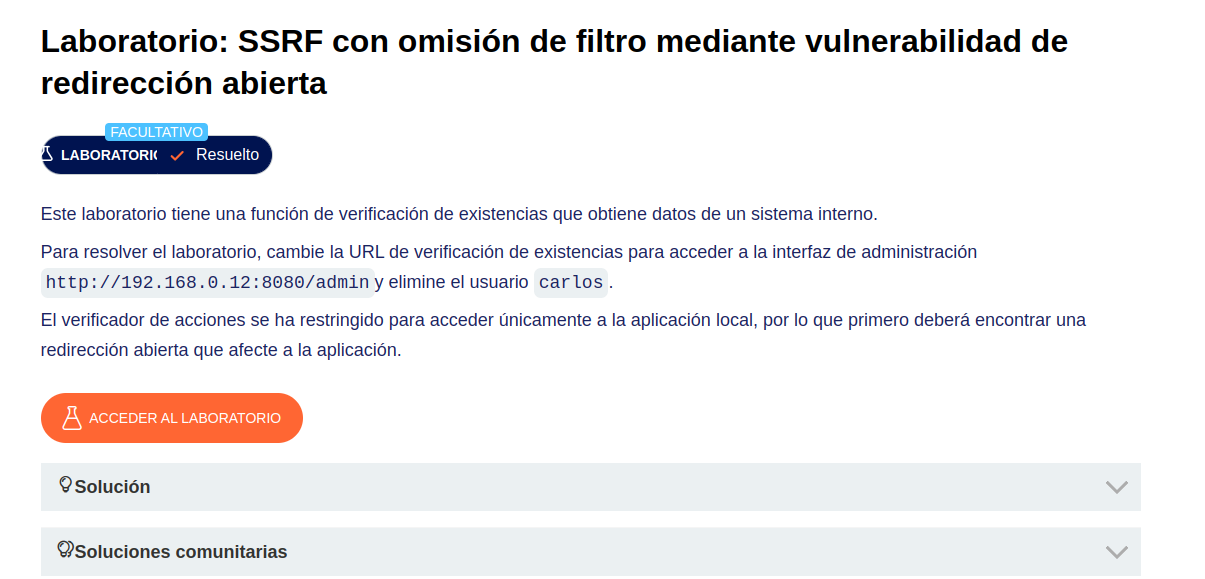 Laboratorio: SSRF con omisión de filtro mediante vulnerabilidad de
redirección abierta
FACULTATIVO
LABORATORIO Resuelto
Este laboratorio tiene una función de verificación de existencias que obtiene datos de un sistema interno.
Para resolver el laboratorio, cambie la URL de verificación de existencias para acceder a la interfaz de administración
http://192.168.0.12:8080/admin y elimine el usuario carlos.
El verificador de acciones se ha restringido para acceder únicamente a la aplicación local, por lo que primero deberá encontrar una
redirección abierta que afecte a la aplicación.
ACCEDER AL LABORATORIO
Solución
Soluciones comunitarias